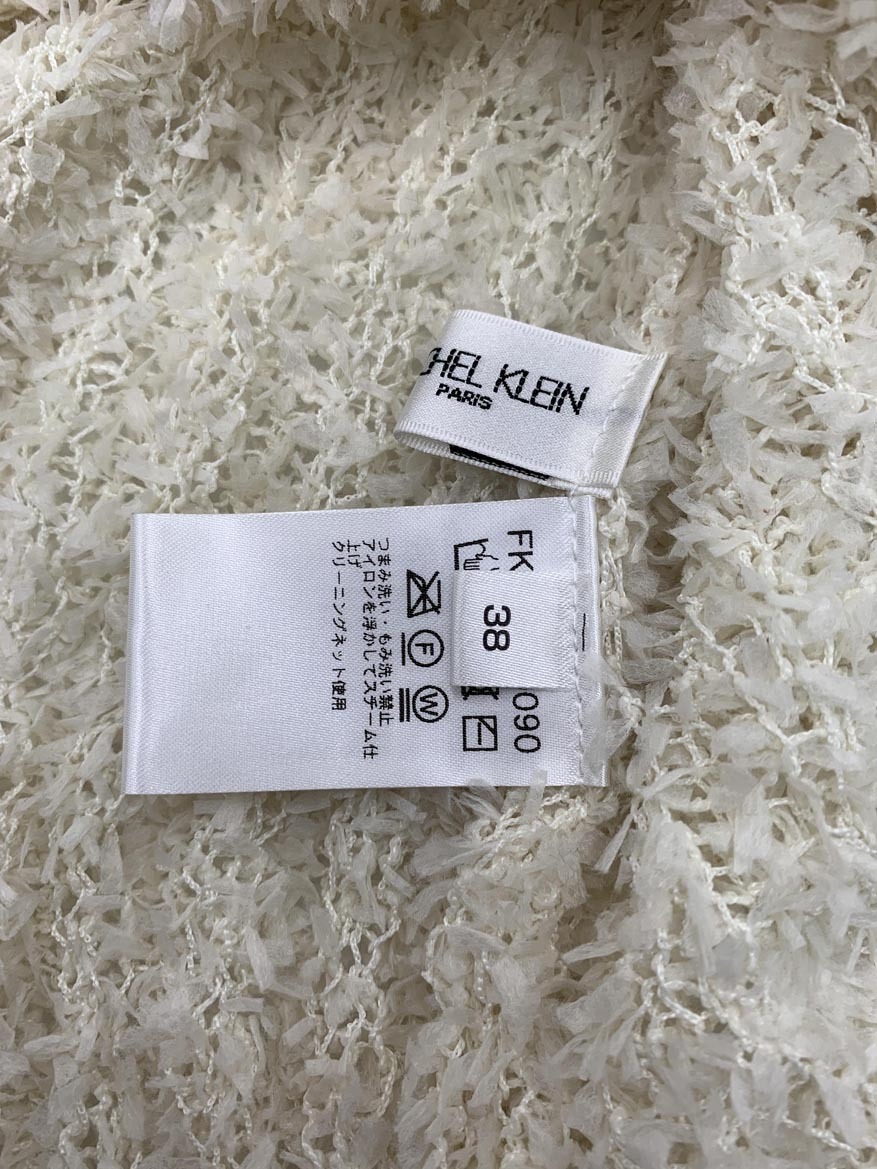 CHEL KLEIN
PARIS
FK
090
38
F
W
つまみ洗い・もみ洗い禁止
アイロンを浮かしてスチーム仕
上げ
クリーニングネット使用